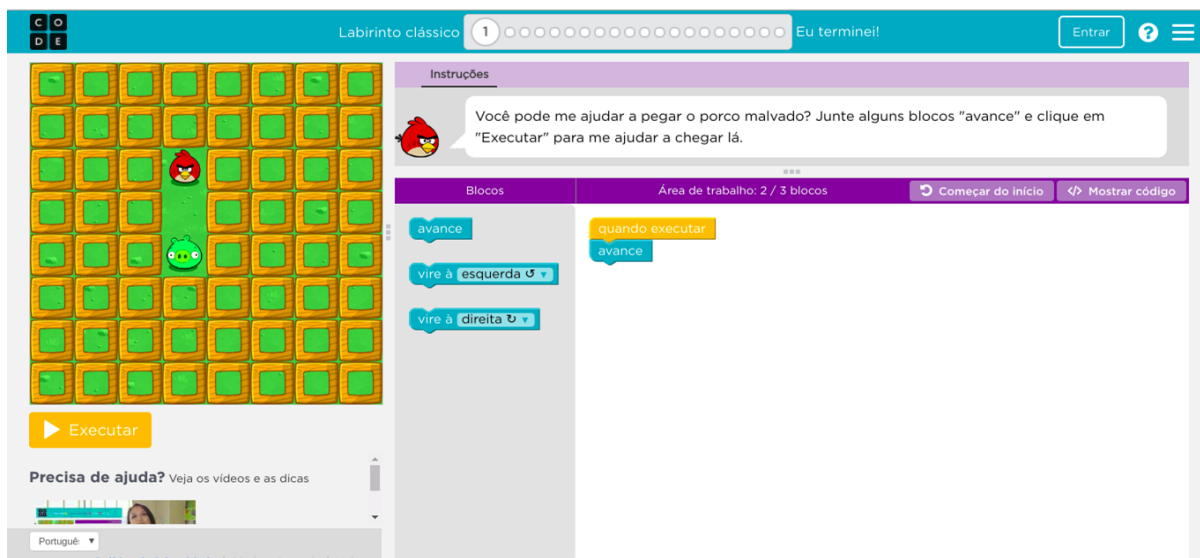 C O
D E
Labirinto clássico
1
Eu terminei!
Entrar
?
Instruções
Você pode me ajudar a pegar o porco malvado? Junte alguns blocos "avance" e clique em
"Executar" para me ajudar a chegar lá.
Blocos
Área de trabalho: 2 / 3 blocos
Começar do início
</> Mostrar código
avance
vire à esquerda ↺ ▼
vire à direita ↻ ▼
quando executar
avance
Executar
Precisa de ajuda? Veja os vídeos e as dicas
Portuguê ▼